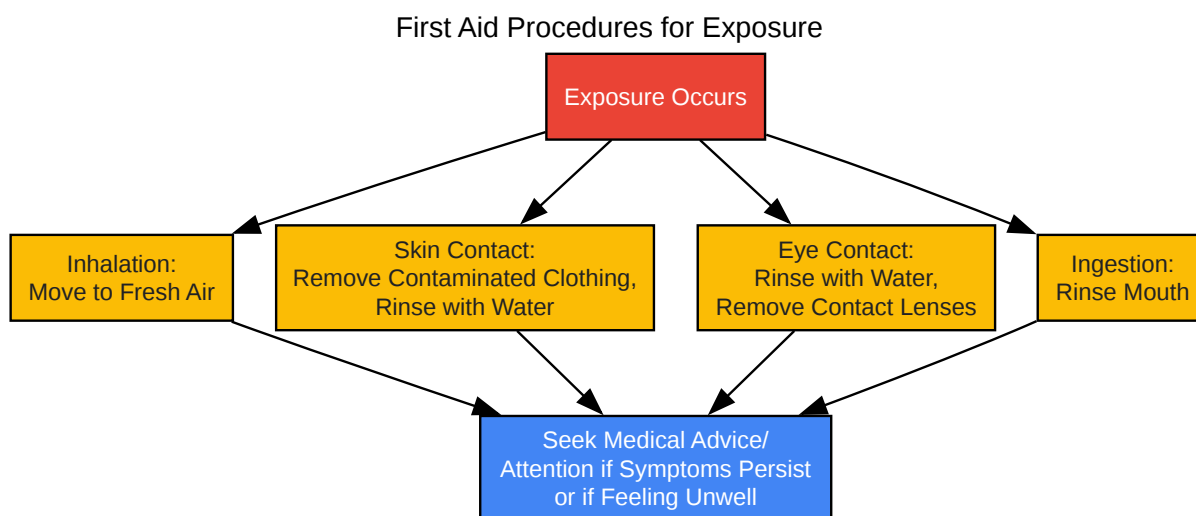 First Aid Procedures for Exposure
Exposure Occurs
Inhalation:
Move to Fresh Air
Skin Contact:
Remove Contaminated Clothing,
Rinse with Water
Eye Contact:
Rinse with Water,
Remove Contact Lenses
Ingestion:
Rinse Mouth
Seek Medical Advice/
Attention if Symptoms Persist
or if Feeling Unwell